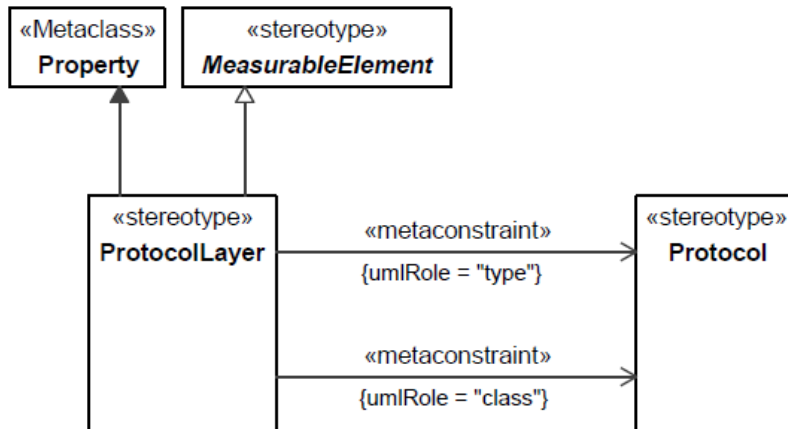 «Metaclass»
Property
«stereotype»
MeasurableElement
«stereotype»
ProtocolLayer
«metaconstraint»
{umlRole = "type"}
«metaconstraint»
{umlRole = "class"}
«stereotype»
Protocol